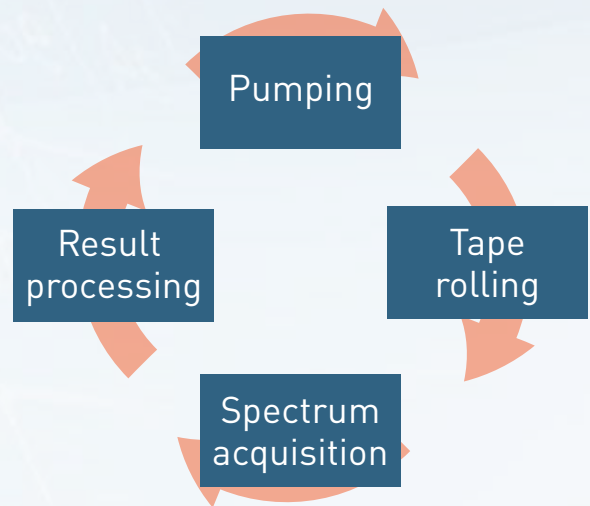 Pumping
Tape
rolling
Spectrum
acquisition
Result
processing